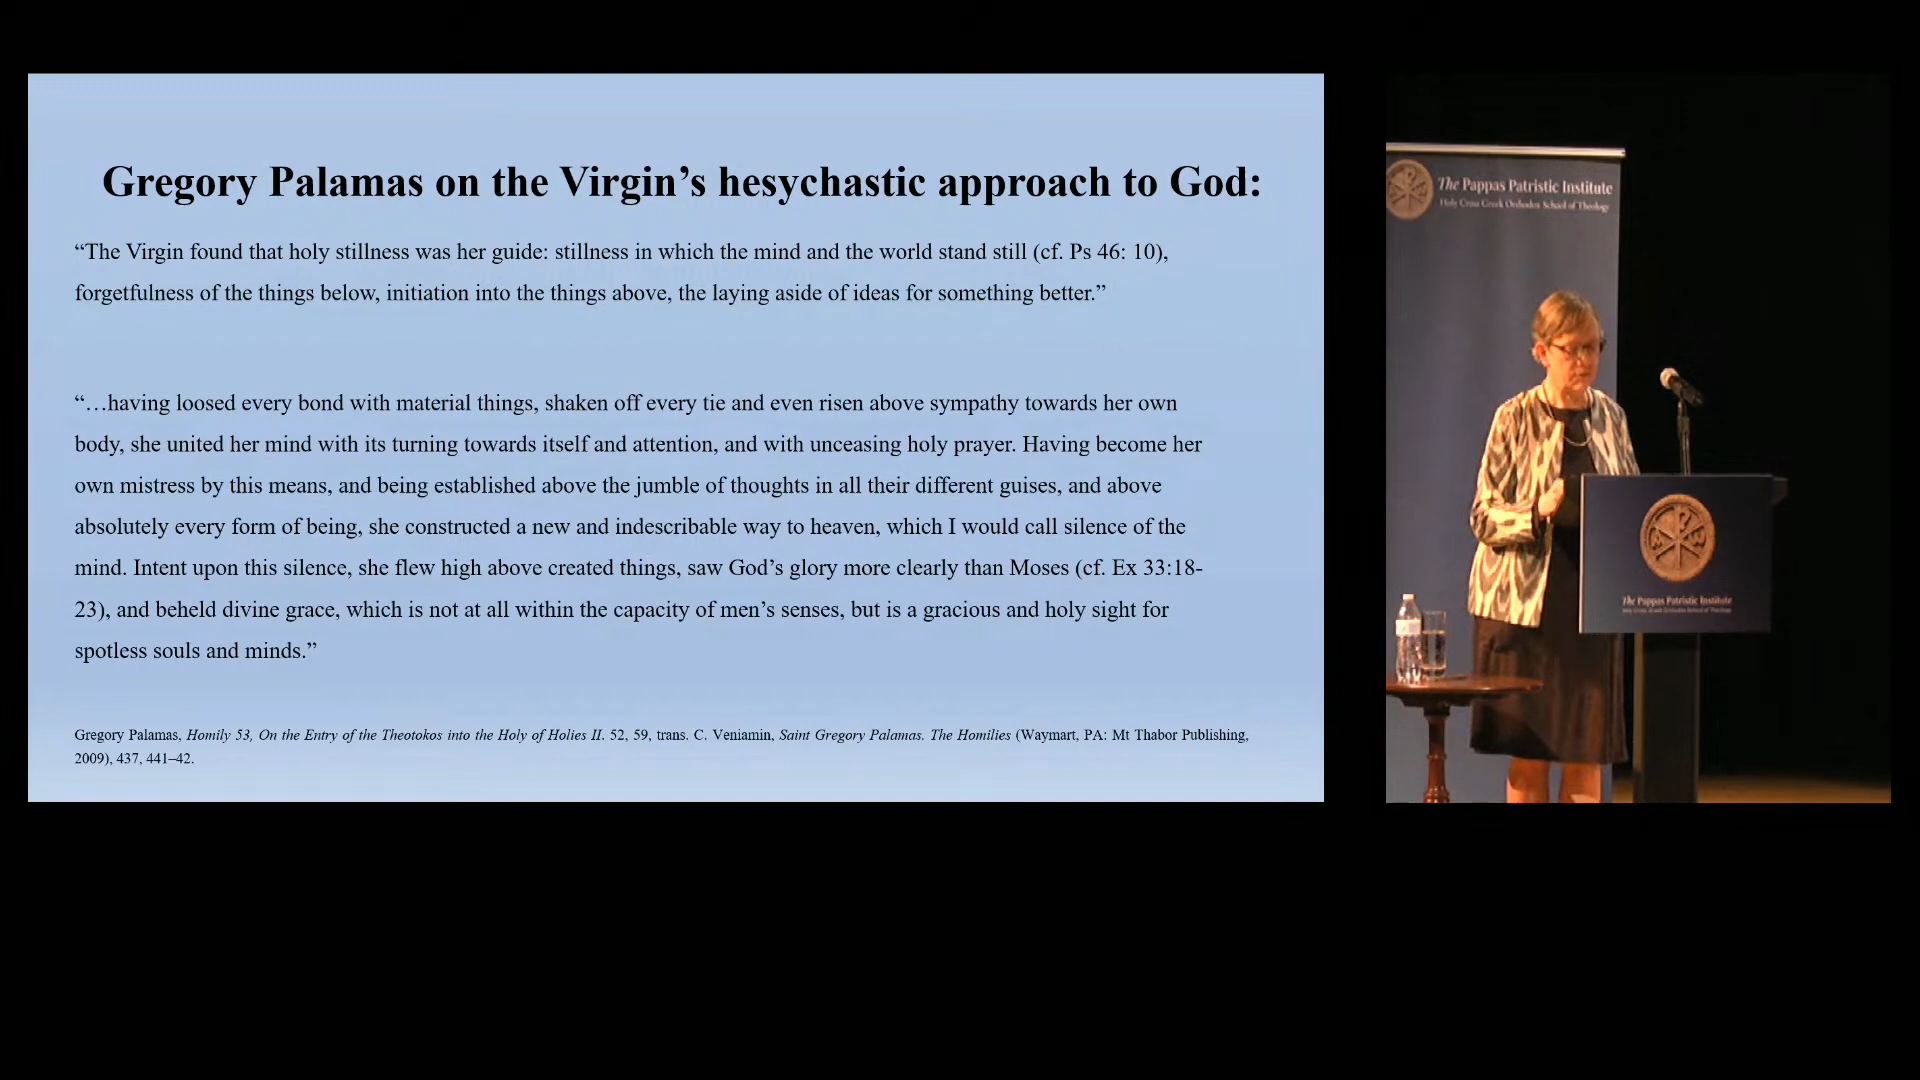 Gregory Palamas on the Virgin’s hesychastic approach to God:
“The Virgin found that holy stillness was her guide: stillness in which the mind and the world stand still (cf. Ps 46: 10),
forgetfulness of the things below, initiation into the things above, the laying aside of ideas for something better.”
“…having loosed every bond with material things, shaken off every tie and even risen above sympathy towards her own
body, she united her mind with its turning towards itself and attention, and with unceasing holy prayer. Having become her
own mistress by this means, and being established above the jumble of thoughts in all their different guises, and above
absolutely every form of being, she constructed a new and indescribable way to heaven, which I would call silence of the
mind. Intent upon this silence, she flew high above created things, saw God’s glory more clearly than Moses (cf. Ex 33:18-
23), and beheld divine grace, which is not at all within the capacity of men’s senses, but is a gracious and holy sight for
spotless souls and minds.”
Gregory Palamas, Homily 53, On the Entry of the Theotokos into the Holy of Holies II. 52, 59, trans. C. Veniamin, Saint Gregory Palamas. The Homilies (Waymart, PA: Mt Thabor Publishing,
2009), 437, 441–42.
The Pappas Patristic Institute
Holy Cross Greek Orthodox School of Theology
The Pappas Patristic Institute